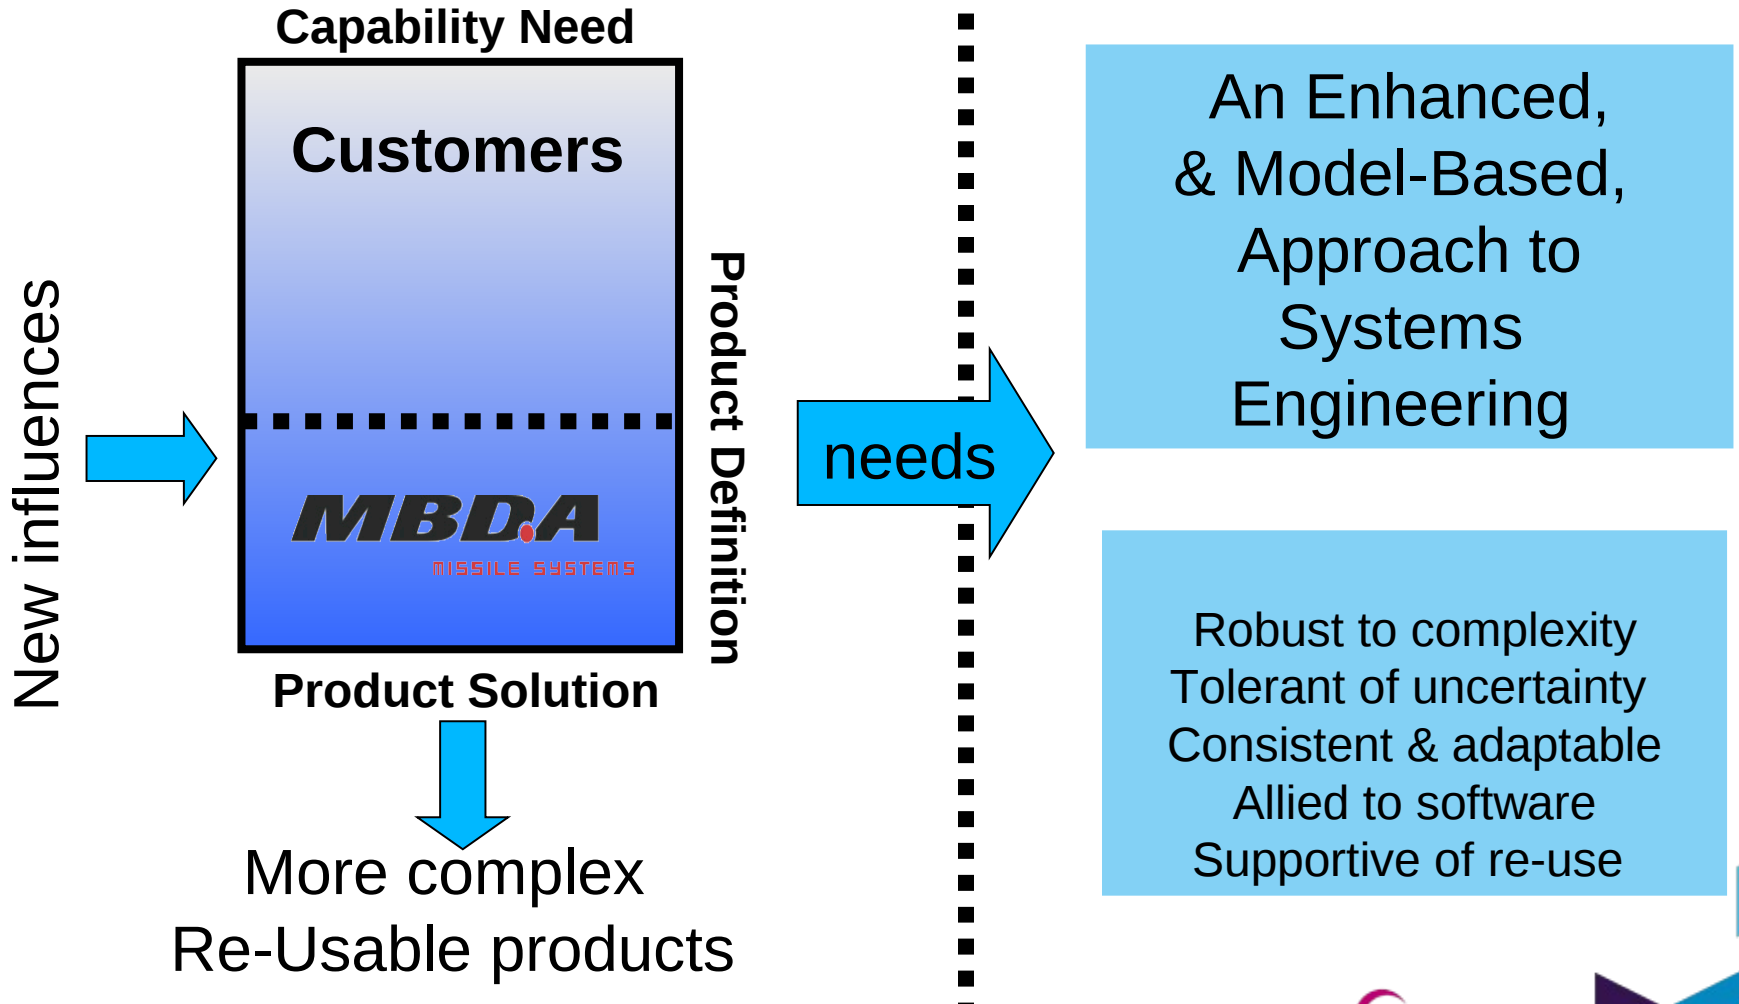 Capability Need
Customers
New influences
Product Definition
MBDA
MISSILE SYSTEMS
Product Solution
More complex
Re-Usable products
needs
An Enhanced,
& Model-Based,
Approach to
Systems
Engineering
Robust to complexity
Tolerant of uncertainty
Consistent & adaptable
Allied to software
Supportive of re-use